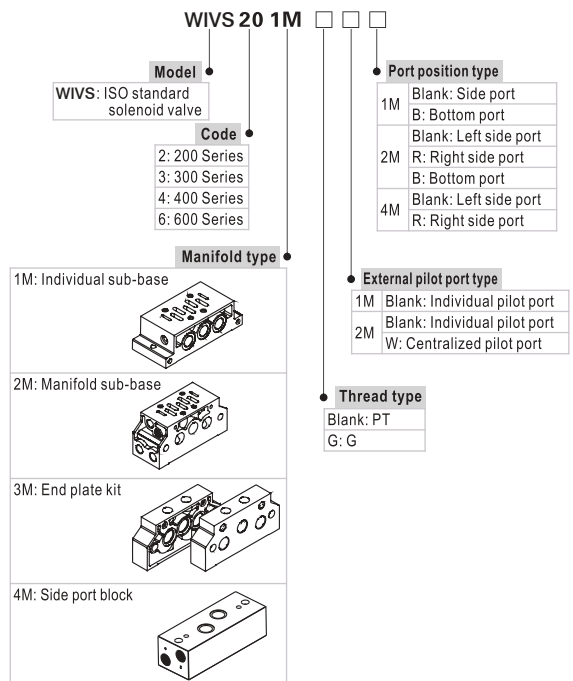 WIVS 20 1M □ □ □
Model
WIVS: ISO standard
solenoid valve
Code
2: 200 Series
3: 300 Series
4: 400 Series
6: 600 Series
Manifold type
1M: Individual sub-base
2M: Manifold sub-base
3M: End plate kit
4M: Side port block
Port position type
1M
Blank: Side port
B: Bottom port
2M
Blank: Left side port
R: Right side port
B: Bottom port
4M
Blank: Left side port
R: Right side port
External pilot port type
1M Blank: Individual pilot port
2M
Blank: Individual pilot port
W: Centralized pilot port
Thread type
Blank: PT
G: G